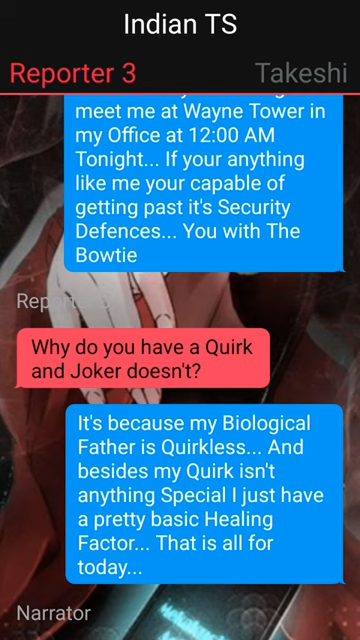 Indian TS
Reporter 3
Takeshi
meet me at Wayne Tower in
my Office at 12:00 AM
Tonight... If your anything
like me your capable of
getting past it's Security
Defences... You with The
Bowtie
Why do you have a Quirk
and Joker doesn't?
It's because my Biological
Father is Quirkless... And
besides my Quirk isn't
anything Special I just have
a pretty basic Healing
Factor... That is all for
today...
Narrator